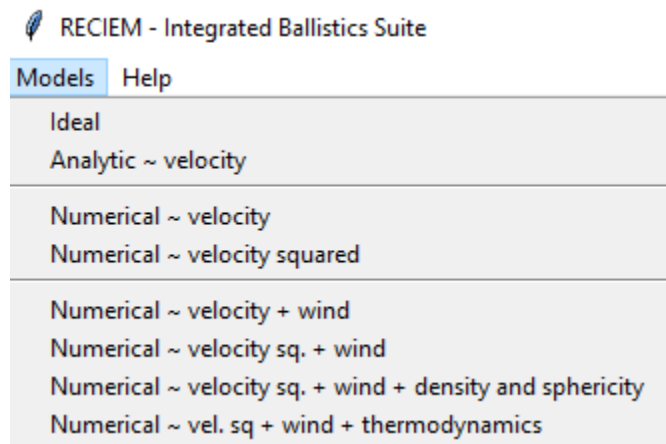 RECIEM - Integrated Ballistics Suite
Models Help
Ideal
Analytic ~ velocity
Numerical ~ velocity
Numerical ~ velocity squared
Numerical ~ velocity + wind
Numerical ~ velocity sq. + wind
Numerical ~ velocity sq. + wind + density and sphericity
Numerical ~ vel. sq + wind + thermodynamics